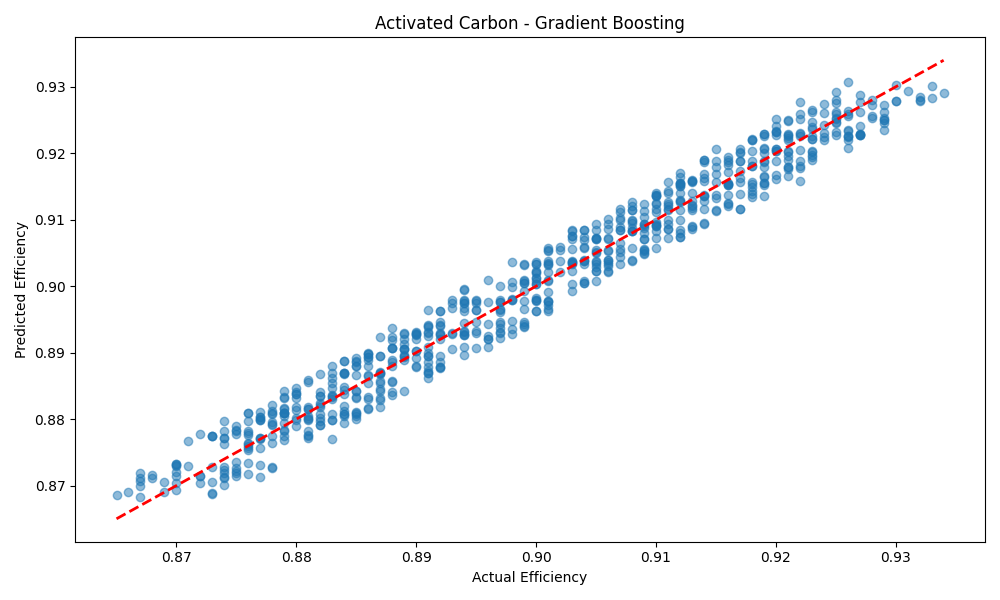 Activated Carbon - Gradient Boosting
Predicted Efficiency
0.93
0.92
0.91
0.90
0.89
0.88
0.87
0.87 0.88 0.89 0.90 0.91 0.92 0.93
Actual Efficiency